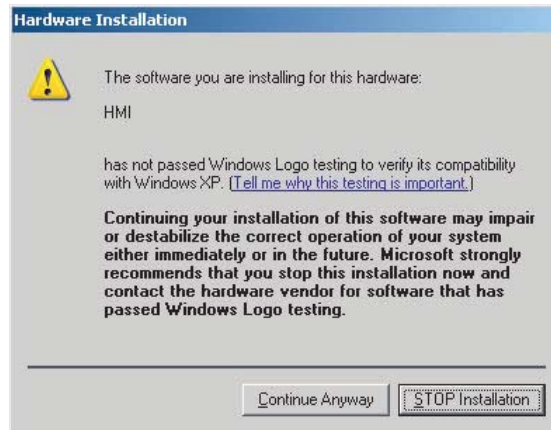 Hardware Installation
The software you are installing for this hardware:
HMI
has not passed Windows Logo testing to verify its compatibility
with Windows XP. (Tell me why this testing is important.)
Continuing your installation of this software may impair
or destabilize the correct operation of your system
either immediately or in the future. Microsoft strongly
recommends that you stop this installation now and
contact the hardware vendor for software that has
passed Windows Logo testing.
Continue Anyway
STOP Installation